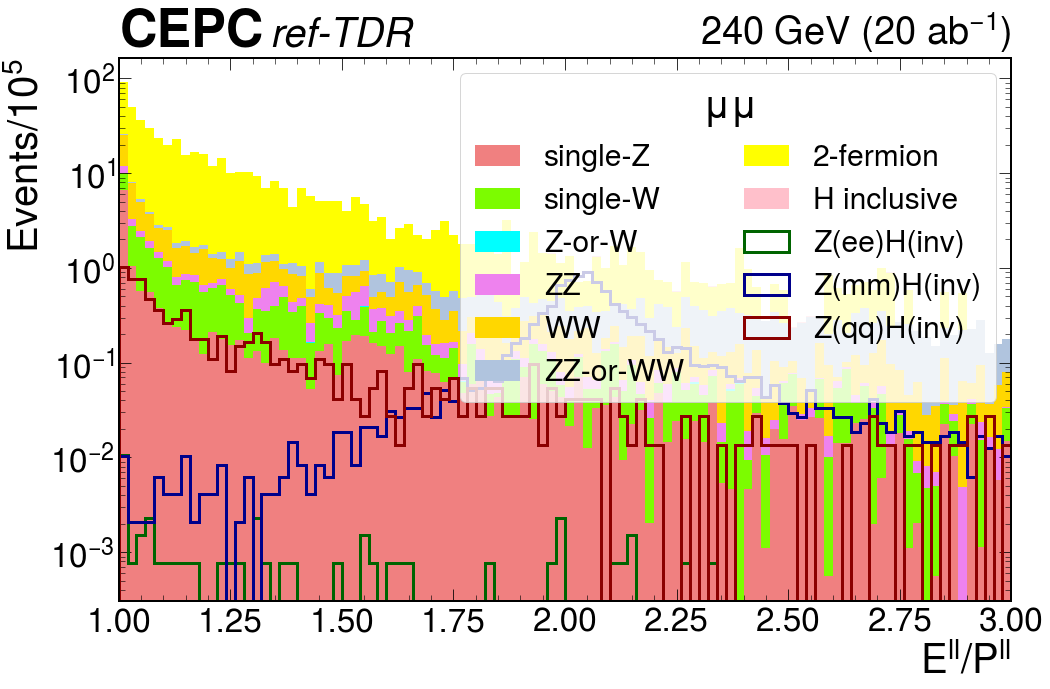 CEPC ref-TDR 240 GeV (20 ab⁻¹)
Events/10⁵
10²
10¹
10⁰
10⁻¹
10⁻²
10⁻³
μμ
single-Z
single-W
Z-or-W
ZZ
WW
ZZ-or-WW
2-fermion
H inclusive
Z(ee)H(inv)
Z(mm)H(inv)
Z(qq)H(inv)
1.00 1.25 1.50 1.75 2.00 2.25 2.50 2.75 3.00
Eˡˡ/Pˡˡ